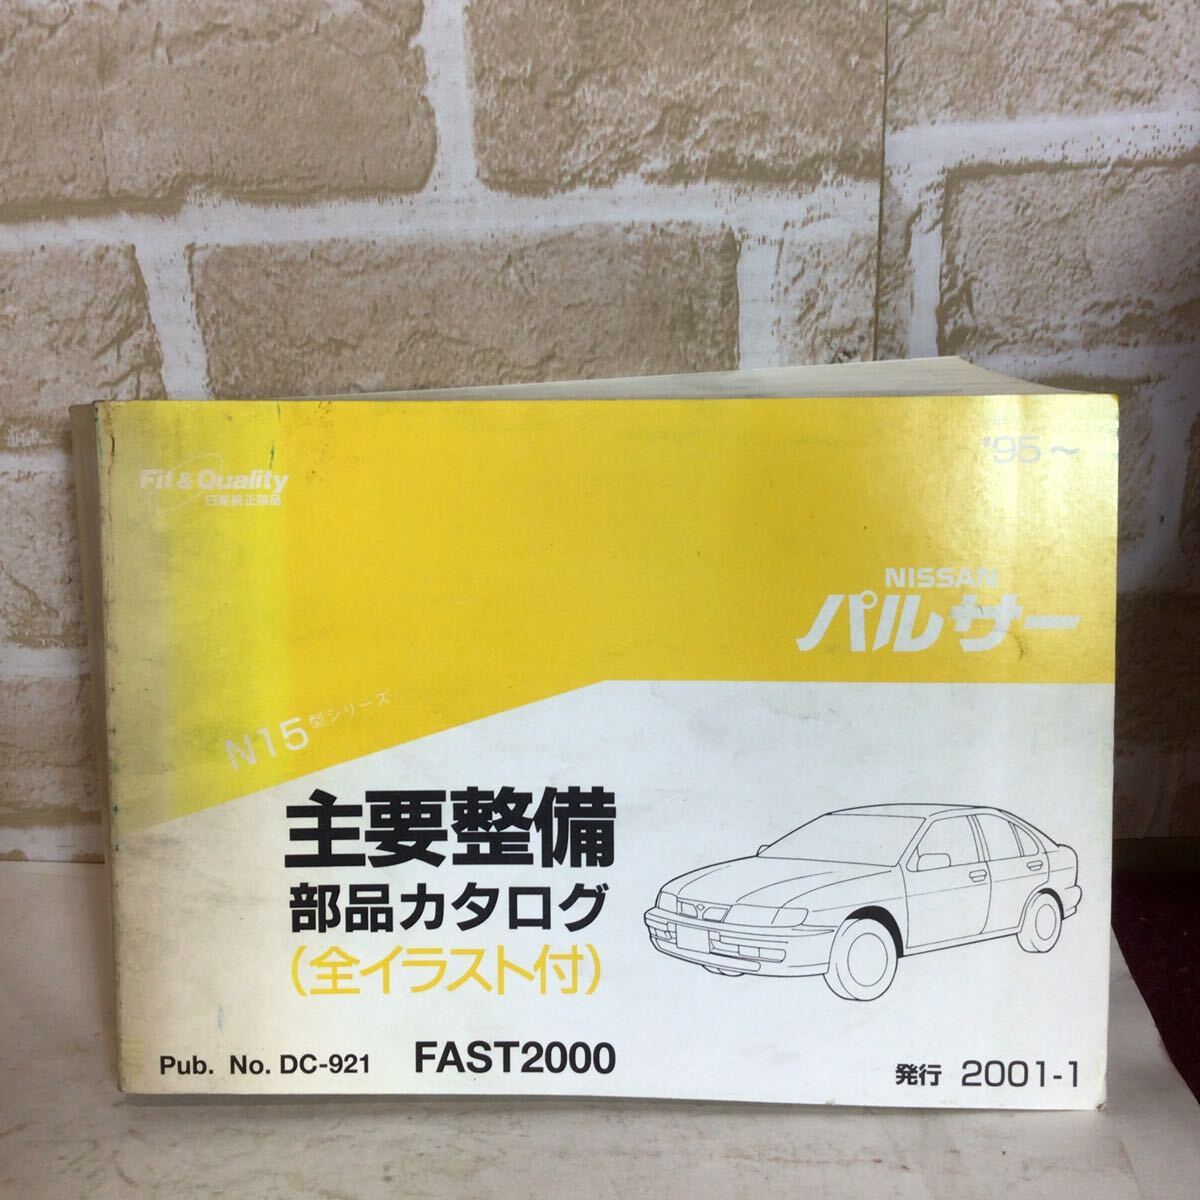 Fit & Quality
日産純正部品
'95～
NISSAN
パルサー
N15型シリーズ
主要整備
部品カタログ
(全イラスト付)
Pub. No. DC-921 FAST2000
発行 2001-1